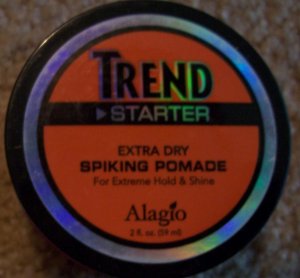 TREND
STARTER
EXTRA DRY
SPIKING POMADE
For Extreme Hold & Shine
Alagio
2 fl. oz. (59 ml)